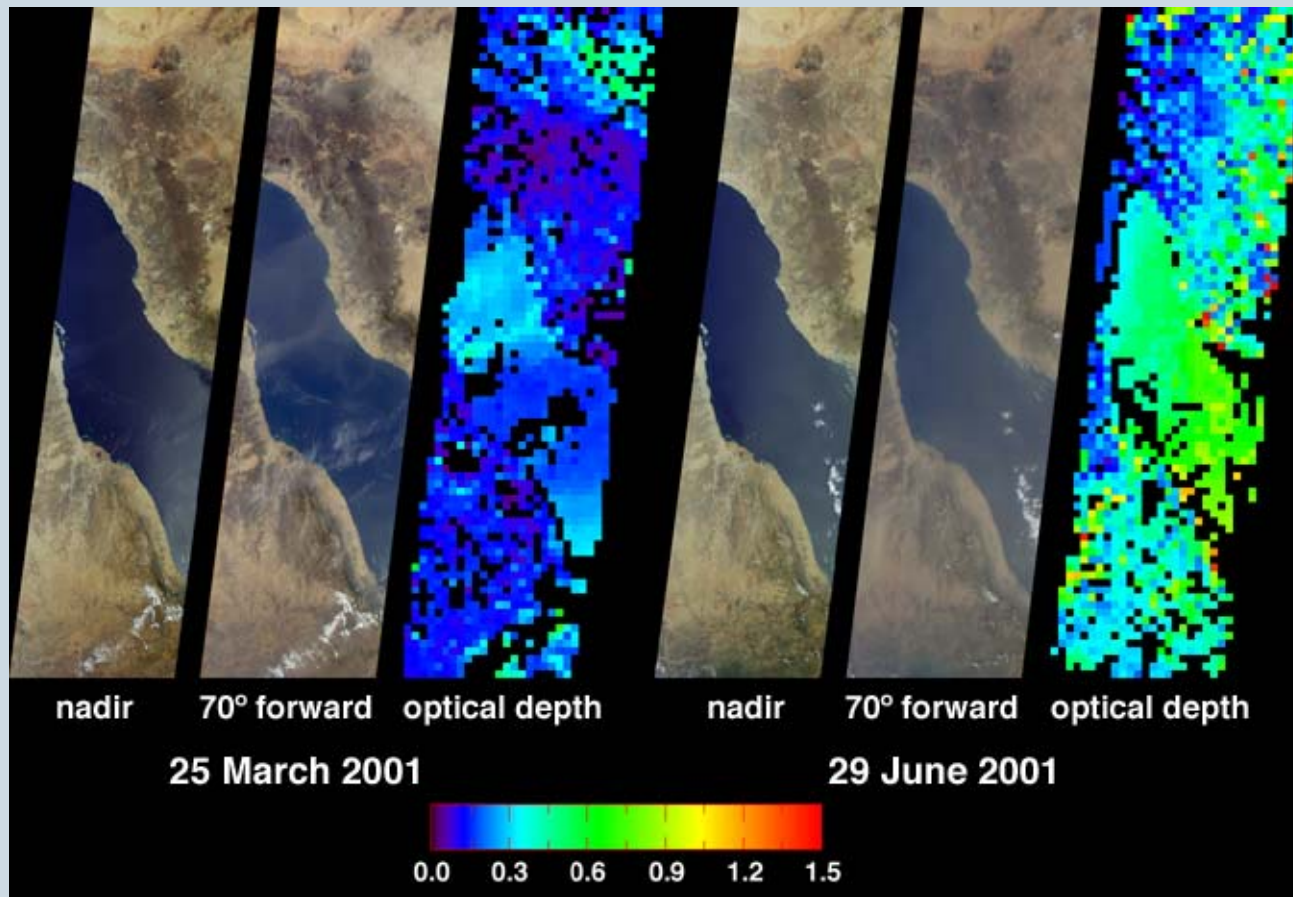 nadir 70° forward optical depth nadir 70° forward optical depth
25 March 2001 29 June 2001
0.0 0.3 0.6 0.9 1.2 1.5